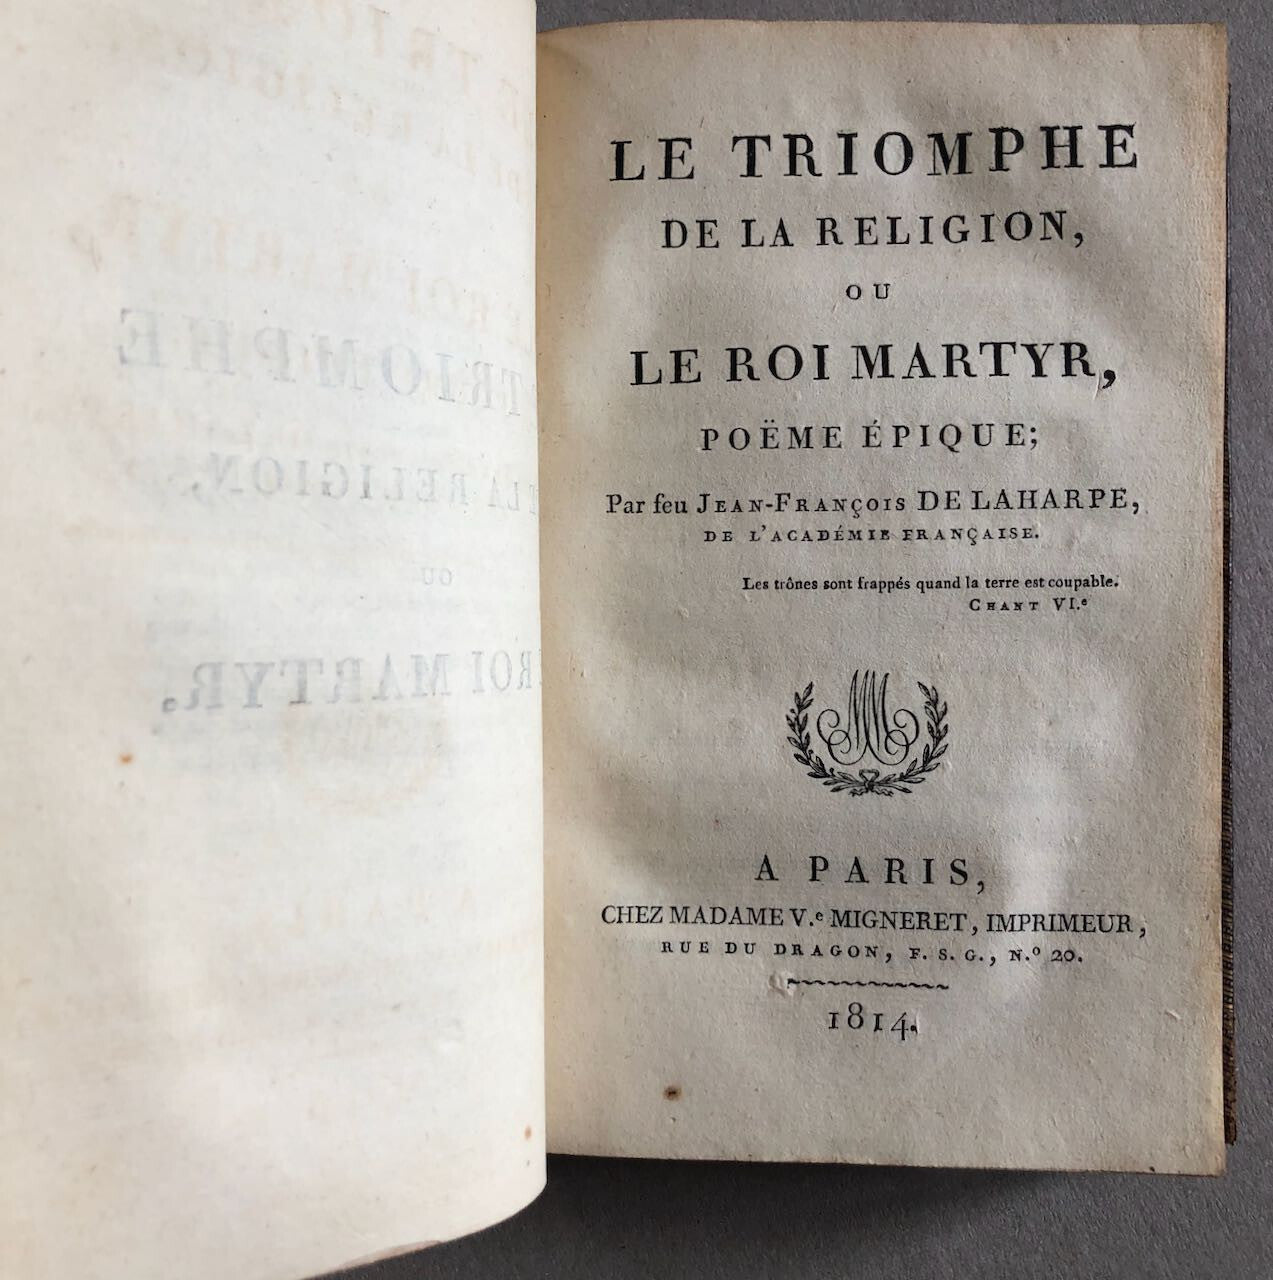 LE TRIOMPHE
DE LA RELIGION,
OU
LE ROI MARTYR,
POËME ÉPIQUE;
Par feu JEAN-FRANÇOIS DE LAHARPE,
DE L'ACADÉMIE FRANÇAISE.
Les trônes sont frappés quand la terre est coupable.
CHANT VI.e
A PARIS,
CHEZ MADAME V.e MIGNERET, IMPRIMEUR,
RUE DU DRAGON, F. S. G., N.o 20.
1814.